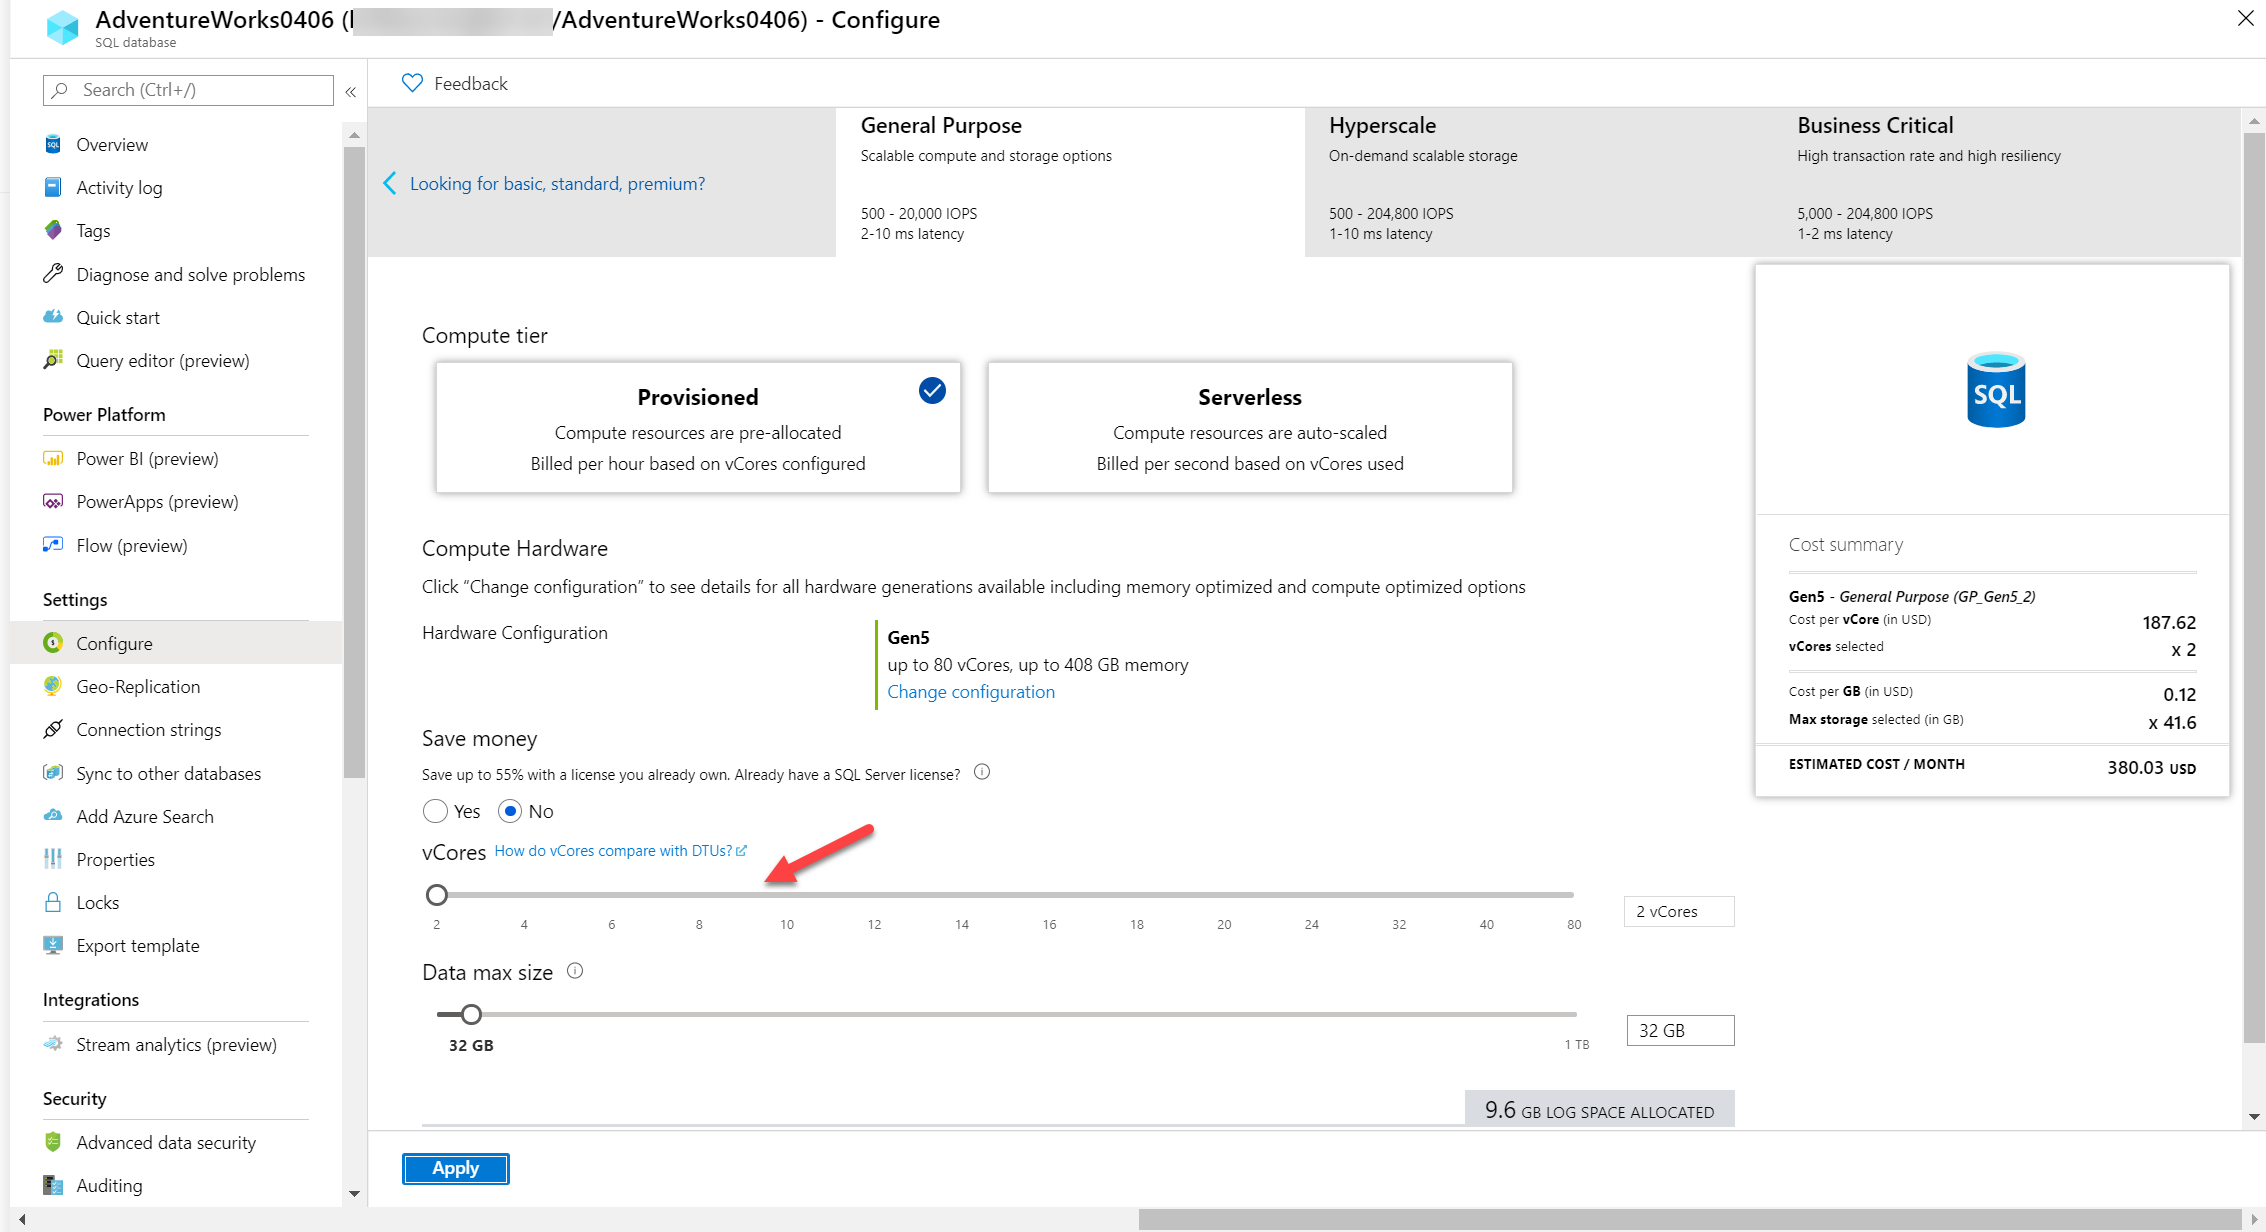 AdventureWorks0406 (
/AdventureWorks0406) - Configure
SQL database
Search (Ctrl+/)
«
Overview
Activity log
Tags
Diagnose and solve problems
Quick start
Query editor (preview)
Power Platform
Power BI (preview)
PowerApps (preview)
Flow (preview)
Settings
Configure
Geo-Replication
Connection strings
Sync to other databases
Add Azure Search
Properties
Locks
Export template
Integrations
Stream analytics (preview)
Security
Advanced data security
Auditing
Feedback
Looking for basic, standard, premium?
General Purpose
Scalable compute and storage options
500 - 20,000 IOPS
2-10 ms latency
Hyperscale
On-demand scalable storage
500 - 204,800 IOPS
1-10 ms latency
Business Critical
High transaction rate and high resiliency
5,000 - 204,800 IOPS
1-2 ms latency
Compute tier
Provisioned
Compute resources are pre-allocated
Billed per hour based on vCores configured
Serverless
Compute resources are auto-scaled
Billed per second based on vCores used
Compute Hardware
Click “Change configuration” to see details for all hardware generations available including memory optimized and compute optimized options
Hardware Configuration
Gen5
up to 80 vCores, up to 408 GB memory
Change configuration
Save money
Save up to 55% with a license you already own. Already have a SQL Server license?
Yes No
vCores How do vCores compare with DTUs?
2 4 6 8 10 12 14 16 18 20 24 32 40 80
2 vCores
Data max size
32 GB
1 TB
32 GB
9.6 GB LOG SPACE ALLOCATED
Apply
SQL
Cost summary
Gen5 - General Purpose (GP_Gen5_2)
Cost per vCore (in USD) 187.62
vCores selected x 2
Cost per GB (in USD) 0.12
Max storage selected (in GB) x 41.6
ESTIMATED COST / MONTH 380.03 USD